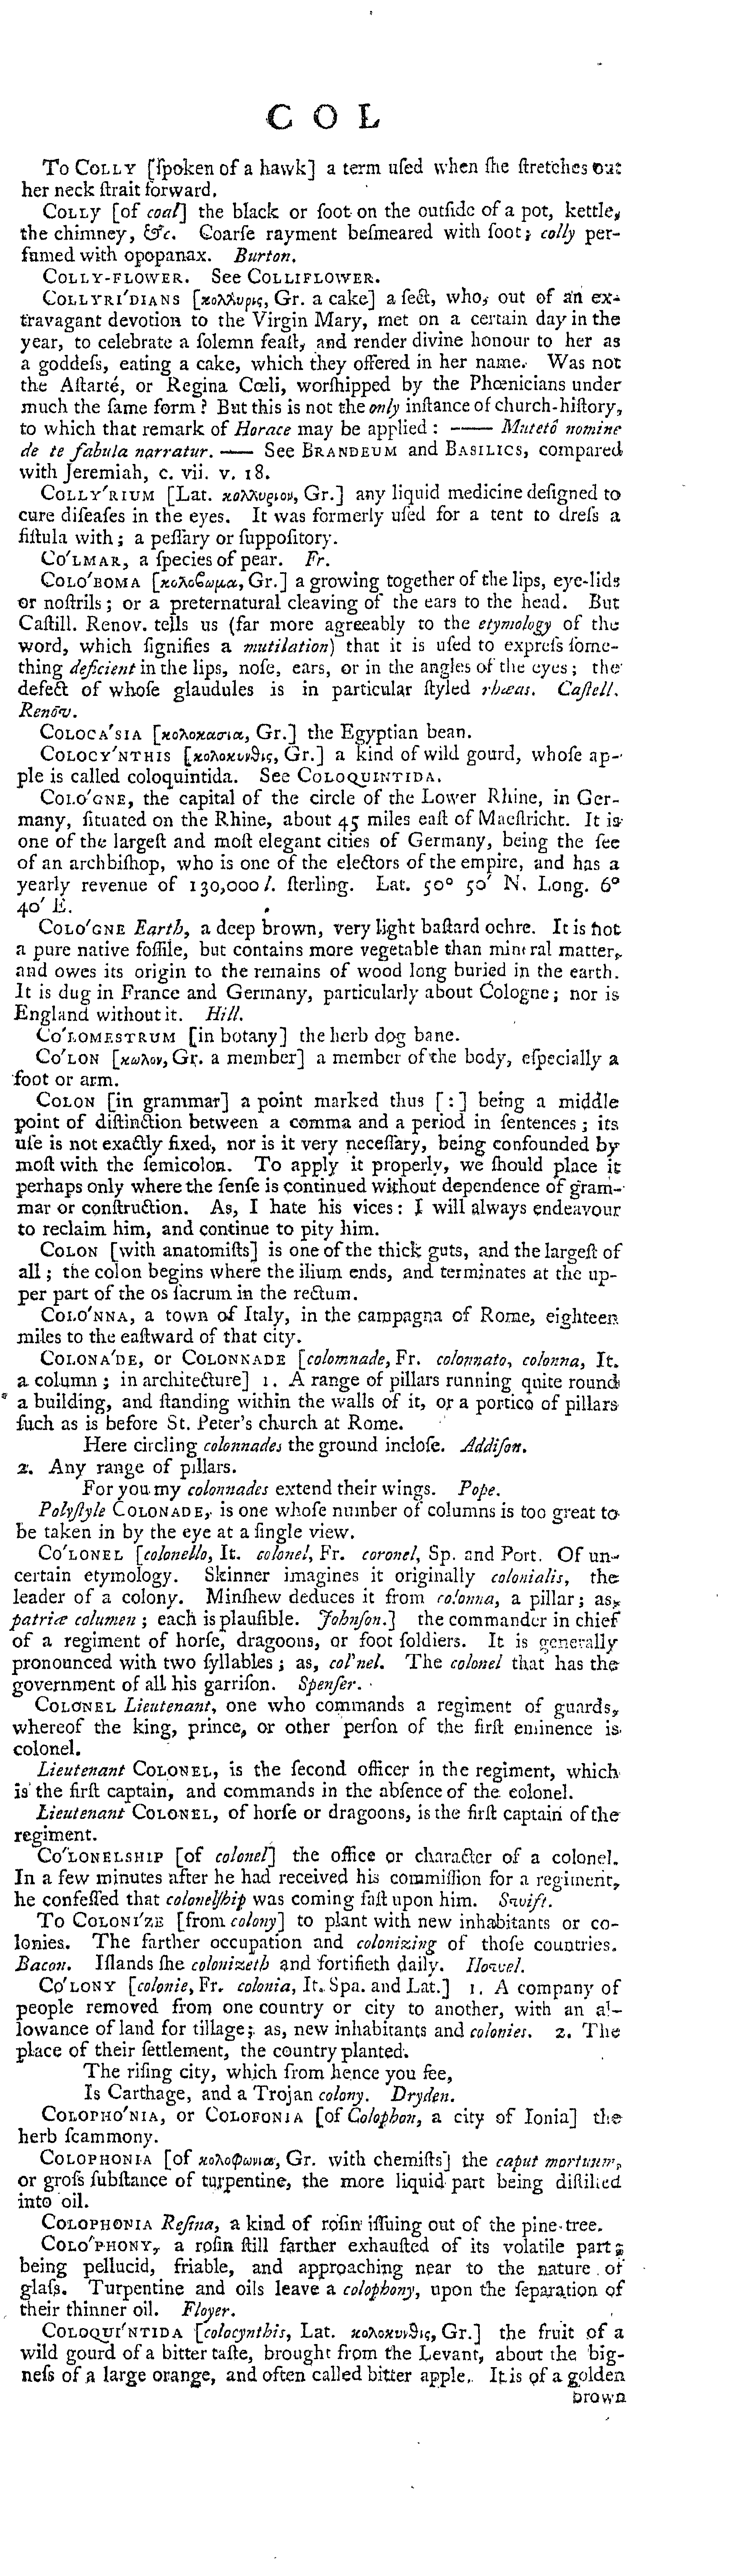 C O L
To COLLY [ſpoken of a hawk] a term uſed when ſhe ſtretches out
her neck ſtrait forward.
COLLY [of coal] the black or ſoot on the outſide of a pot, kettle,
the chimney, &c. Coarſe rayment beſmeared with ſoot; colly per-
fumed with opopanax. Burton.
COLLY-FLOWER. See COLLIFLOWER.
COLLYRI′DIANS [κολλυρις, Gr. a cake] a ſect, who, out of an ex-
travagant devotion to the Virgin Mary, met on a certain day in the
year, to celebrate a ſolemn feaſt, and render divine honour to her as
a goddeſs, eating a cake, which they offered in her name. Was not
the Aſtarté, or Regina Cœli, worſhipped by the Phœnicians under
much the ſame form? But this is not the only inſtance of church-hiſtory,
to which that remark of Horace may be applied: —— Mutetô nomine
de te fabula narratur. —— See BRANDEUM and BASILICS, compared
with Jeremiah, c. vii. v. 18.
COLLY′RIUM [Lat. κολλυριον, Gr.] any liquid medicine deſigned to
cure diſeaſes in the eyes. It was formerly uſed for a tent to dreſs a
fiſtula with; a peſſary or ſuppoſitory.
CO′LMAR, a ſpecies of pear. Fr.
COLO′BOMA [κολοϐωμα, Gr.] a growing together of the lips, eye-lids
or noſtrils; or a preternatural cleaving of the ears to the head. But
Caſtill. Renov. tells us (far more agreeably to the etymology of the
word, which ſignifies a mutilation) that it is uſed to expreſs ſome-
thing deficient in the lips, noſe, ears, or in the angles of the eyes; the
defect of whoſe glaudules is in particular ſtyled rhæas. Caſtell.
Renov.
COLOCA′SIA [κολοκασια, Gr.] the Egyptian bean.
COLOCY′NTHIS [κολοκυνθις, Gr.] a kind of wild gourd, whoſe ap-
ple is called coloquintida. See COLOQUINTIDA.
COLO′GNE, the capital of the circle of the Lower Rhine, in Ger-
many, ſituated on the Rhine, about 45 miles eaſt of Maeſtricht. It is
one of the largeſt and moſt elegant cities of Germany, being the ſee
of an archbiſhop, who is one of the electors of the empire, and has a
yearly revenue of 130,000 l. ſterling. Lat. 50° 50′ N. Long. 6°
40′ E.
COLO′GNE Earth, a deep brown, very light baſtard ochre. It is not
a pure native foſſile, but contains more vegetable than mineral matter,
and owes its origin to the remains of wood long buried in the earth.
It is dug in France and Germany, particularly about Cologne; nor is
England without it. Hill.
CO′LOMESTRUM [in botany] the herb dog bane.
CO′LON [κωλον, Gr. a member] a member of the body, eſpecially a
foot or arm.
COLON [in grammar] a point marked thus [:] being a middle
point of diſtinction between a comma and a period in ſentences; its
uſe is not exactly fixed, nor is it very neceſſary, being confounded by
moſt with the ſemicolon. To apply it properly, we ſhould place it
perhaps only where the ſenſe is continued without dependence of gram-
mar or conſtruction. As, I hate his vices: I will always endeavour
to reclaim him, and continue to pity him.
COLON [with anatomiſts] is one of the thick guts, and the largeſt of
all; the colon begins where the ilium ends, and terminates at the up-
per part of the os ſacrum in the rectum.
COLO′NNA, a town of Italy, in the campagna of Rome, eighteen
miles to the eaſtward of that city.
COLONA′DE, or COLONNADE [colomnade, Fr. colonnato, colonna, It.
a column; in architecture] 1. A range of pillars running quite round
a building, and ſtanding within the walls of it, or a portico of pillars
ſuch as is before St. Peter's church at Rome.
Here circling colonnades the ground incloſe. Addiſon.
2. Any range of pillars.
For you my colonnades extend their wings. Pope.
Polyſtyle COLONADE, is one whoſe number of columns is too great to
be taken in by the eye at a ſingle view.
CO′LONEL [colonello, It. colonel, Fr. coronel, Sp. and Port. Of un-
certain etymology. Skinner imagines it originally colonialis, the
leader of a colony. Minſhew deduces it from colonna, a pillar; as,
patriæ columen; each is plauſible. Johnſon.] the commander in chief
of a regiment of horſe, dragoons, or foot ſoldiers. It is generally
pronounced with two ſyllables; as, col'nel. The colonel that has the
government of all his garriſon. Spenſer.
COLONEL Lieutenant, one who commands a regiment of guards,
whereof the king, prince, or other perſon of the firſt eminence is
colonel.
Lieutenant COLONEL, is the ſecond officer in the regiment, which
is the firſt captain, and commands in the abſence of the colonel.
Lieutenant COLONEL, of horſe or dragoons, is the firſt captain of the
regiment.
CO′LONELSHIP [of colonel] the office or character of a colonel.
In a few minutes after he had received his commiſſion for a regiment,
he confeſſed that colonelſhip was coming faſt upon him. Swift.
To COLONI′ZE [from colony] to plant with new inhabitants or co-
lonies. The farther occupation and colonizing of thoſe countries.
Bacon. Iſlands ſhe colonizeth and fortifieth daily. Howel.
CO′LONY [colonie, Fr. colonia, It. Spa. and Lat.] 1. A company of
people removed from one country or city to another, with an al-
lowance of land for tillage; as, new inhabitants and colonies. 2. The
place of their ſettlement, the country planted.
The riſing city, which from hence you ſee,
Is Carthage, and a Trojan colony. Dryden.
COLOPHO′NIA, or COLOFONIA [of Colophon, a city of Ionia] the
herb ſcammony.
COLOPHONIA [of κολοφωνια, Gr. with chemiſts] the caput mortuum,
or groſs ſubſtance of turpentine, the more liquid part being diſtilled
into oil.
COLOPHONIA Reſina, a kind of roſin iſſuing out of the pine-tree.
COLO′PHONY, a roſin ſtill farther exhauſted of its volatile parts;
being pellucid, friable, and approaching near to the nature of
glaſs. Turpentine and oils leave a colophony, upon the ſeparation of
their thinner oil. Floyer.
COLOQUI′NTIDA [colocynthis, Lat. κολοκυνθις, Gr.] the fruit of a
wild gourd of a bitter taſte, brought from the Levant, about the big-
neſs of a large orange, and often called bitter apple. It is of a golden
brown